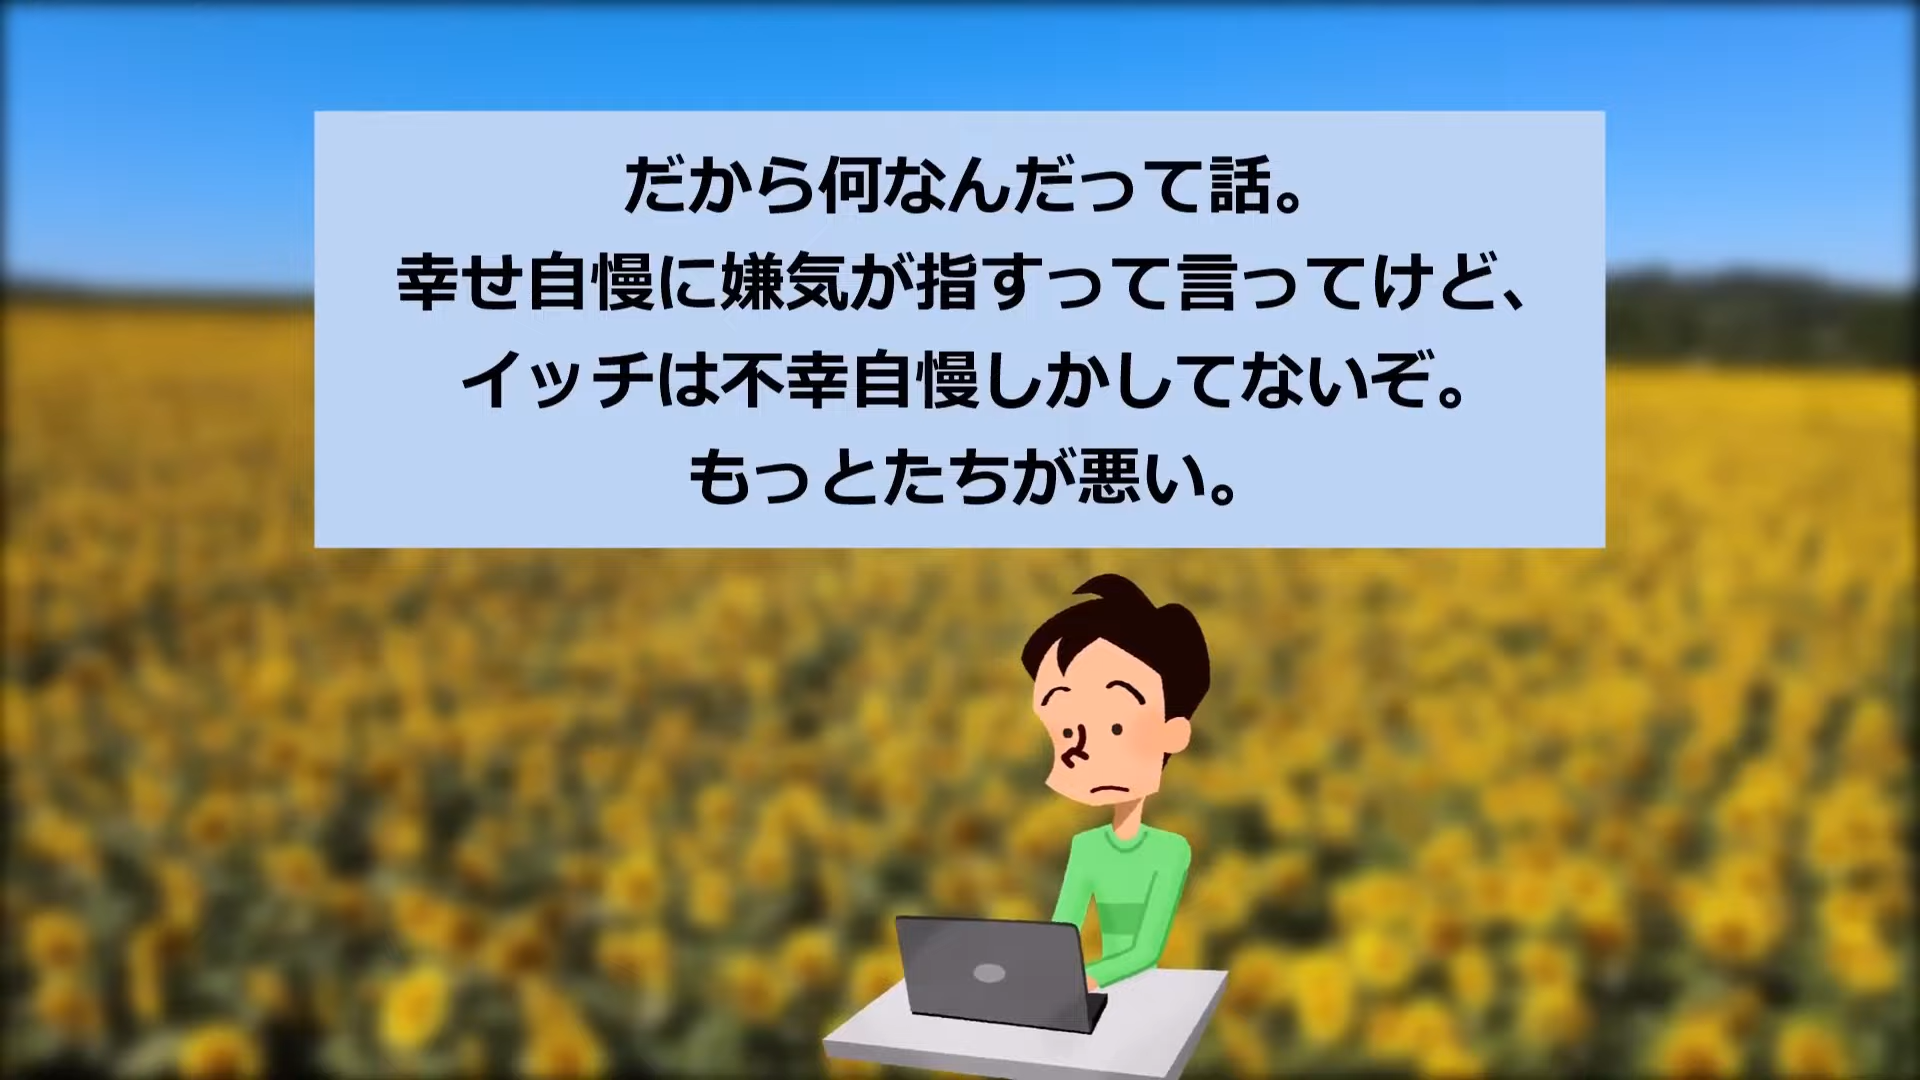 だから何なんだって話。
幸せ自慢に嫌気が指すって言ってけど、
イッチは不幸自慢しかしてないぞ。
もっとたちが悪い。